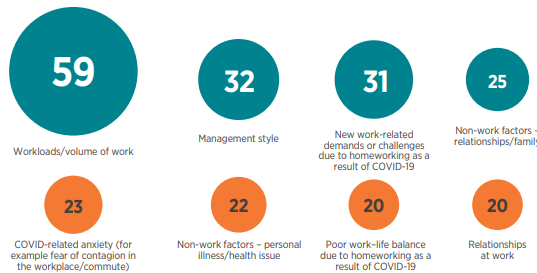 59
32
31
25
Workloads/volume of work
Management style
New work-related
demands or challenges
due to homeworking as a
result of COVID-19
Non-work factors -
relationships/family
23
22
20
20
COVID-related anxiety (for
example fear of contagion in
the workplace/commute)
Non-work factors – personal
illness/health issue
Poor work–life balance
due to homeworking as a
result of COVID-19
Relationships
at work